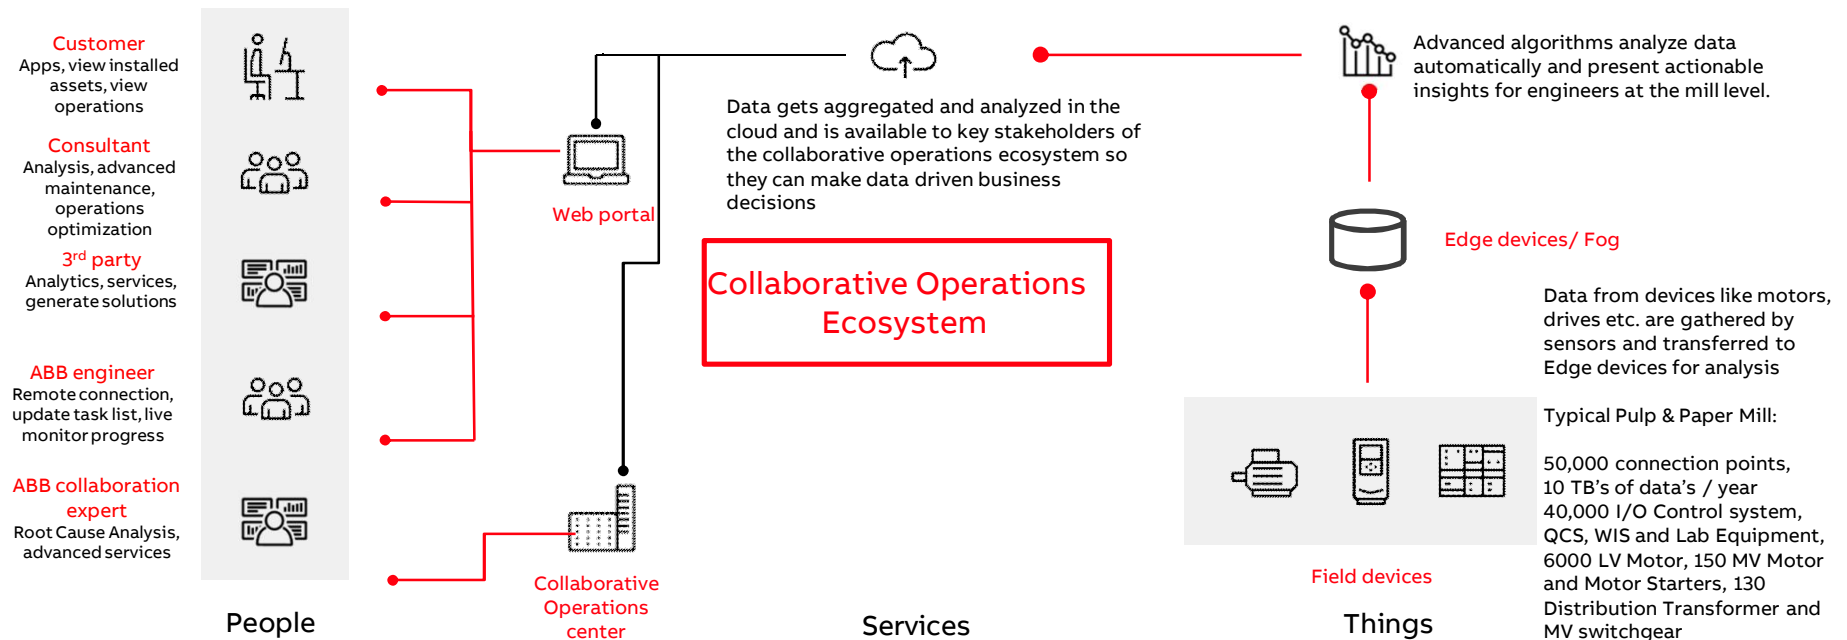 Customer
Apps, view installed
assets, view
operations
Consultant
Analysis, advanced
maintenance,
operations
optimization
3rd party
Analytics, services,
generate solutions
ABB engineer
Remote connection,
update task list, live
monitor progress
ABB collaboration
expert
Root Cause Analysis,
advanced services
People
Web portal
Collaborative
Operations
center
Data gets aggregated and analyzed in the
cloud and is available to key stakeholders of
the collaborative operations ecosystem so
they can make data driven business
decisions
Collaborative Operations
Ecosystem
Services
Advanced algorithms analyze data
automatically and present actionable
insights for engineers at the mill level.
Edge devices/ Fog
Data from devices like motors,
drives etc. are gathered by
sensors and transferred to
Edge devices for analysis
Typical Pulp & Paper Mill:
50,000 connection points,
10 TB's of data's / year
40,000 I/O Control system,
QCS, WIS and Lab Equipment,
6000 LV Motor, 150 MV Motor
and Motor Starters, 130
Distribution Transformer and
MV switchgear
Field devices
Things